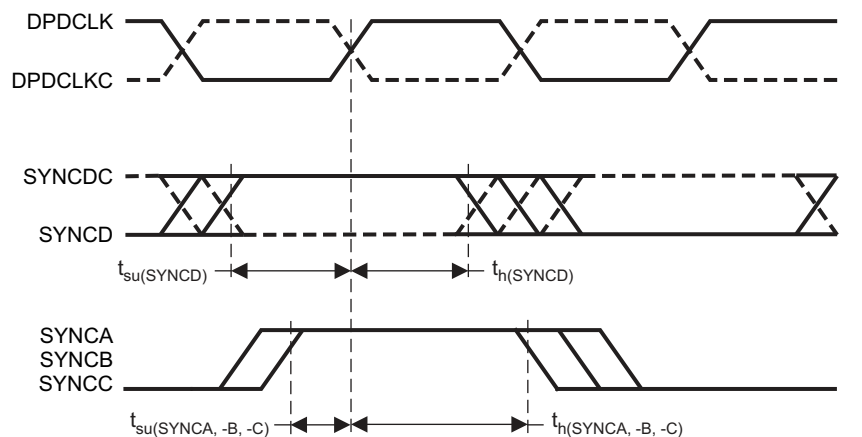 DPDCLK
DPDCLKC
SYNCDC
SYNCD
tsu(SYNCD)
th(SYNCD)
SYNCA
SYNCB
SYNCC
tsu(SYNCA, -B, -C)
th(SYNCA, -B, -C)